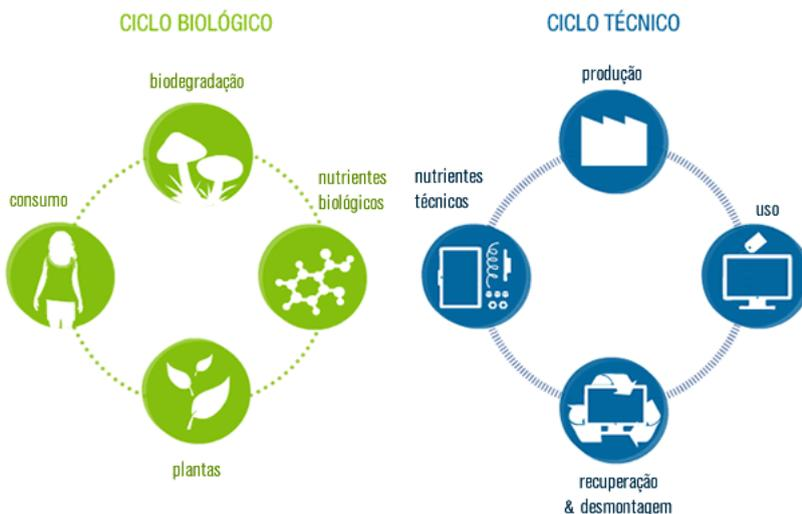 CICLO BIOLÓGICO
biodegradação
consumo
nutrientes
biológicos
plantas
CICLO TÉCNICO
produção
nutrientes
técnicos
uso
recuperação
& desmontagem